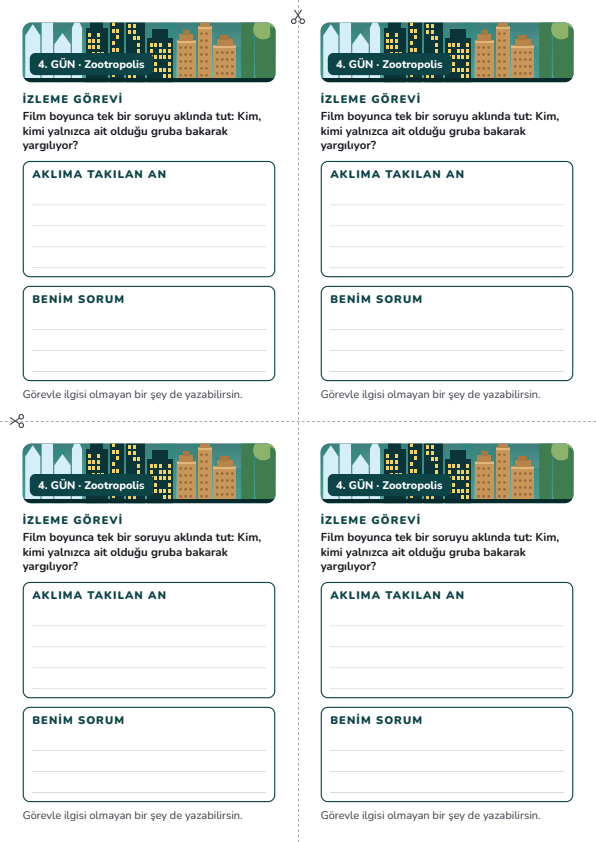 4. GÜN · Zootropolis
İZLEME GÖREVİ
Film boyunca tek bir soruyu aklında tut: Kim,
kimi yalnızca ait olduğu gruba bakarak
yargılıyor?
AKLIMA TAKILAN AN
BENİM SORUM
Görevle ilgisi olmayan bir şey de yazabilirsin.
4. GÜN · Zootropolis
İZLEME GÖREVİ
Film boyunca tek bir soruyu aklında tut: Kim,
kimi yalnızca ait olduğu gruba bakarak
yargılıyor?
AKLIMA TAKILAN AN
BENİM SORUM
Görevle ilgisi olmayan bir şey de yazabilirsin.
4. GÜN · Zootropolis
İZLEME GÖREVİ
Film boyunca tek bir soruyu aklında tut: Kim,
kimi yalnızca ait olduğu gruba bakarak
yargılıyor?
AKLIMA TAKILAN AN
BENİM SORUM
Görevle ilgisi olmayan bir şey de yazabilirsin.
4. GÜN · Zootropolis
İZLEME GÖREVİ
Film boyunca tek bir soruyu aklında tut: Kim,
kimi yalnızca ait olduğu gruba bakarak
yargılıyor?
AKLIMA TAKILAN AN
BENİM SORUM
Görevle ilgisi olmayan bir şey de yazabilirsin.